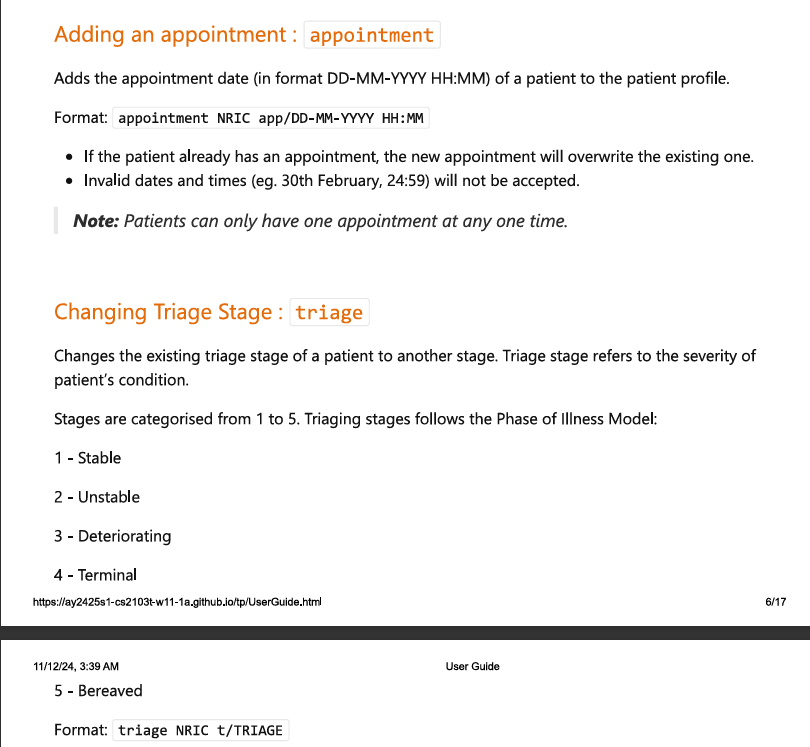 Adding an appointment : appointment
Adds the appointment date (in format DD-MM-YYYY HH:MM) of a patient to the patient profile.
Format: appointment NRIC app/DD-MM-YYYY HH:MM
• If the patient already has an appointment, the new appointment will overwrite the existing one.
• Invalid dates and times (eg. 30th February, 24:59) will not be accepted.
Note: Patients can only have one appointment at any one time.
Changing Triage Stage : triage
Changes the existing triage stage of a patient to another stage. Triage stage refers to the severity of
patient's condition.
Stages are categorised from 1 to 5. Triaging stages follows the Phase of Illness Model:
1 - Stable
2 - Unstable
3 - Deteriorating
4 - Terminal
https://ay2425s1-cs2103t-w11-1a.github.io/tp/UserGuide.html 6/17
11/12/24, 3:39 AM User Guide
5 - Bereaved
Format: triage NRIC t/TRIAGE